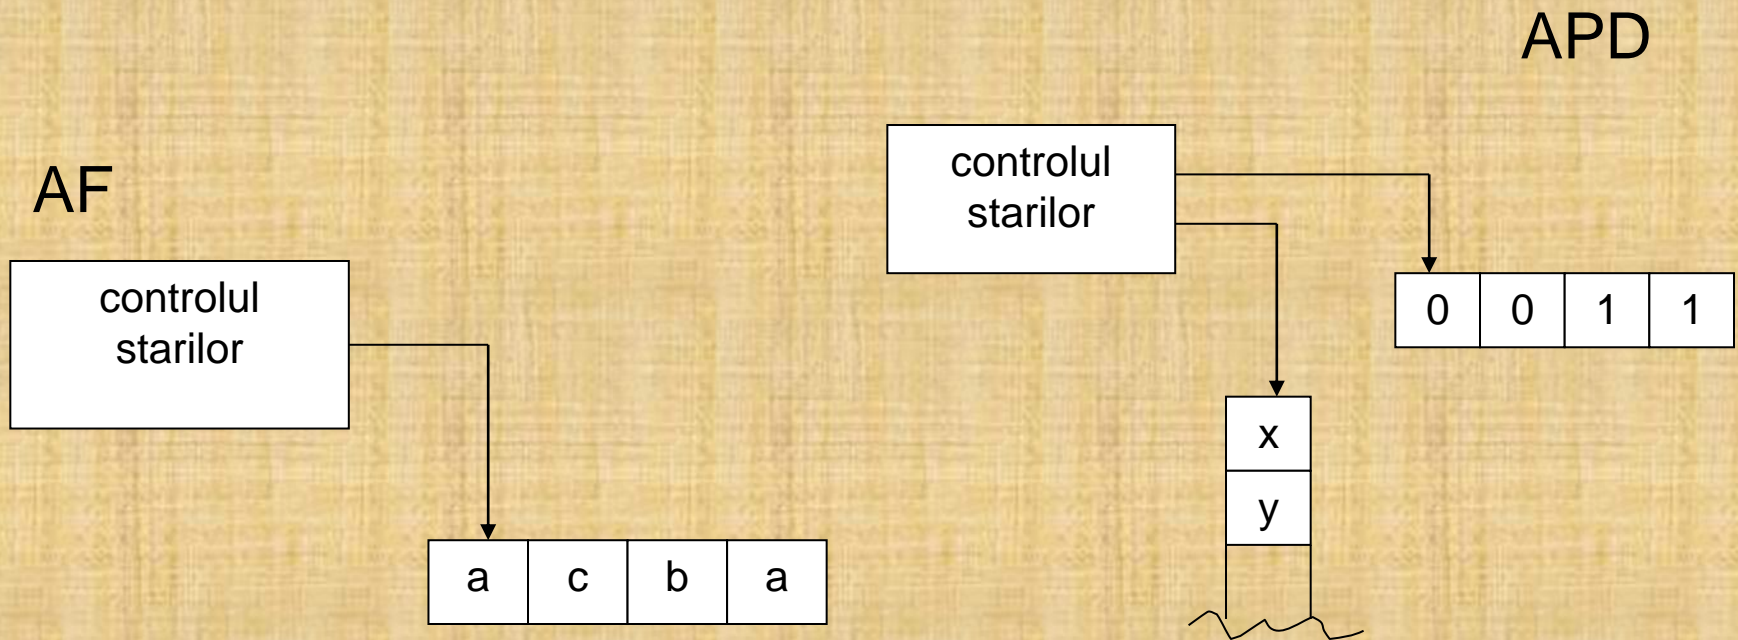 AF
controlul
starilor
a c b a
APD
controlul
starilor
0 0 1 1
x
y